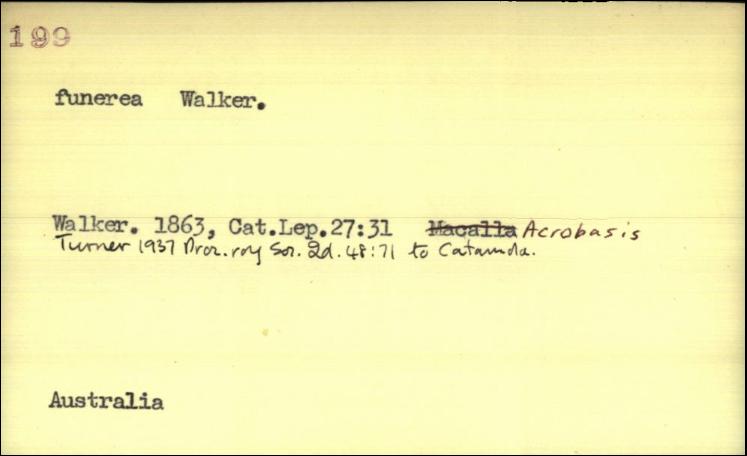 199
funerea Walker.
Walker. 1863, Cat.Lep.27:31 Macalla Acrobasis
Turner 1937 Proc. roy Soc. Qd. 48:71 to Catamola.
Australia